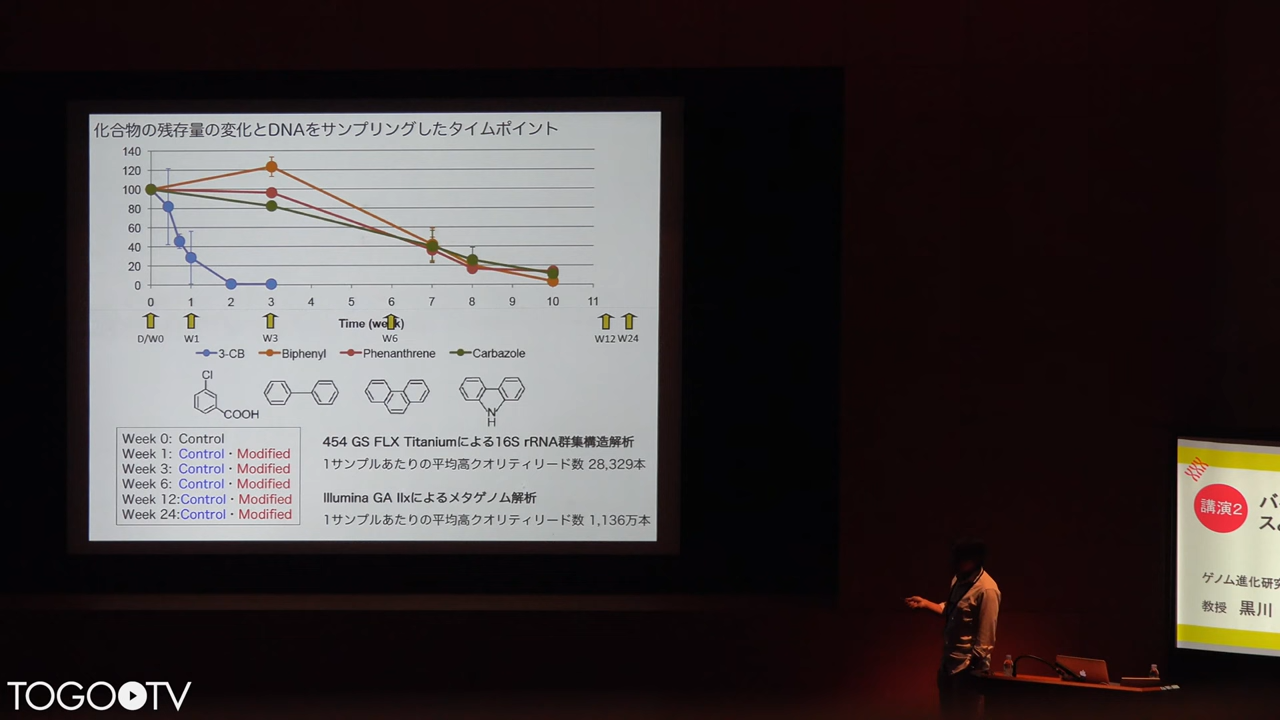 化合物の残存量の変化とDNAをサンプリングしたタイムポイント
140
120
100
80
60
40
20
0
0 1 2 3 4 5 6 7 8 9 10 11
Time (week)
D/W0 W1 W3 W6 W12 W24
3-CB Biphenyl Phenanthrene Carbazole
Cl
COOH
N
H
Week 0: Control
Week 1: Control・Modified
Week 3: Control・Modified
Week 6: Control・Modified
Week 12:Control・Modified
Week 24:Control・Modified
454 GS FLX Titaniumによる16S rRNA群集構造解析
1サンプルあたりの平均高クオリティリード数 28,329本
Illumina GA IIxによるメタゲノム解析
1サンプルあたりの平均高クオリティリード数 1,136万本
講演2
ゲノム進化研究
教授 黒川
TOGO TV